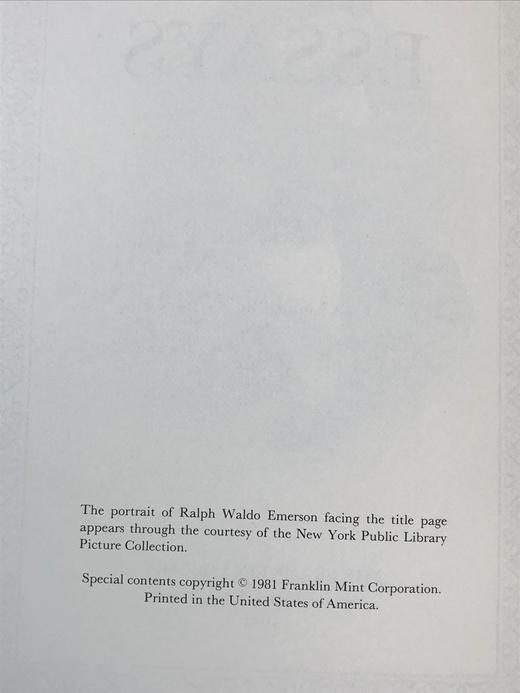 ESSAYS
The portrait of Ralph Waldo Emerson facing the title page
appears through the courtesy of the New York Public Library
Picture Collection.
Special contents copyright © 1981 Franklin Mint Corporation.
Printed in the United States of America.